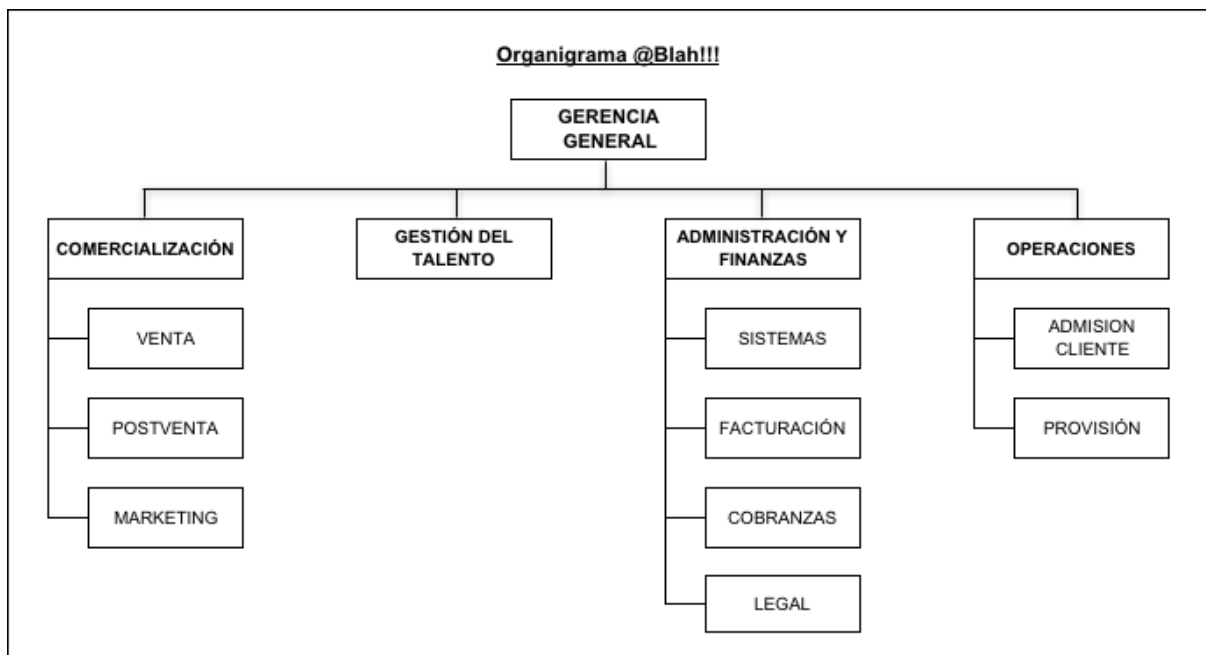 Organigrama @Blah!!!
GERENCIA
GENERAL
COMERCIALIZACIÓN
GESTIÓN DEL
TALENTO
ADMINISTRACIÓN Y
FINANZAS
OPERACIONES
VENTA
SISTEMAS
ADMISION
CLIENTE
POSTVENTA
FACTURACIÓN
PROVISIÓN
MARKETING
COBRANZAS
LEGAL